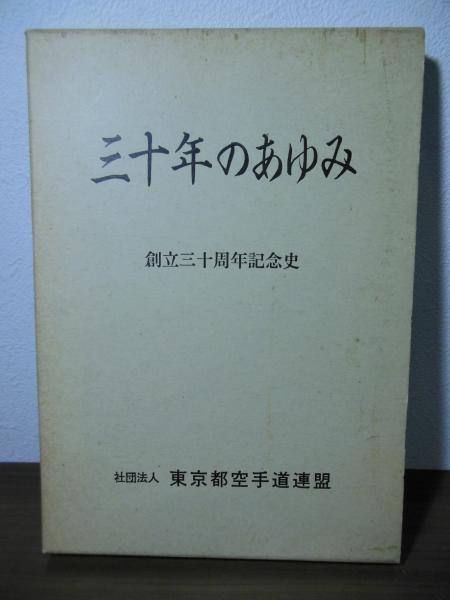 三十年のあゆみ
創立三十周年記念史
社団法人 東京都空手道連盟